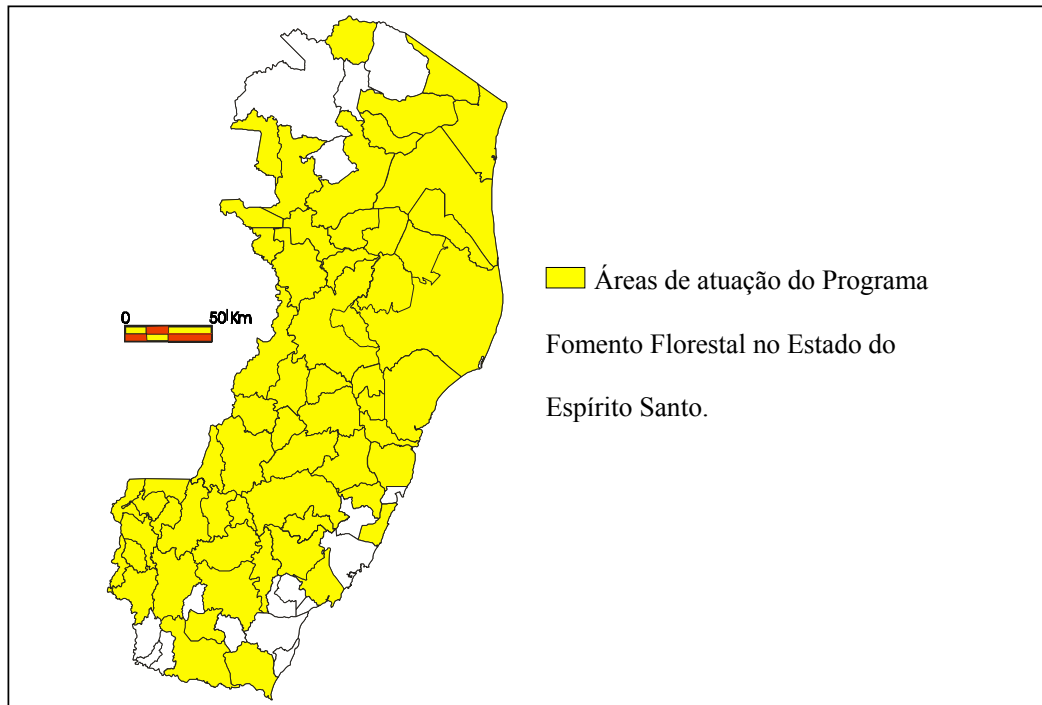 0 50 Km
Áreas de atuação do Programa
Fomento Florestal no Estado do
Espírito Santo.